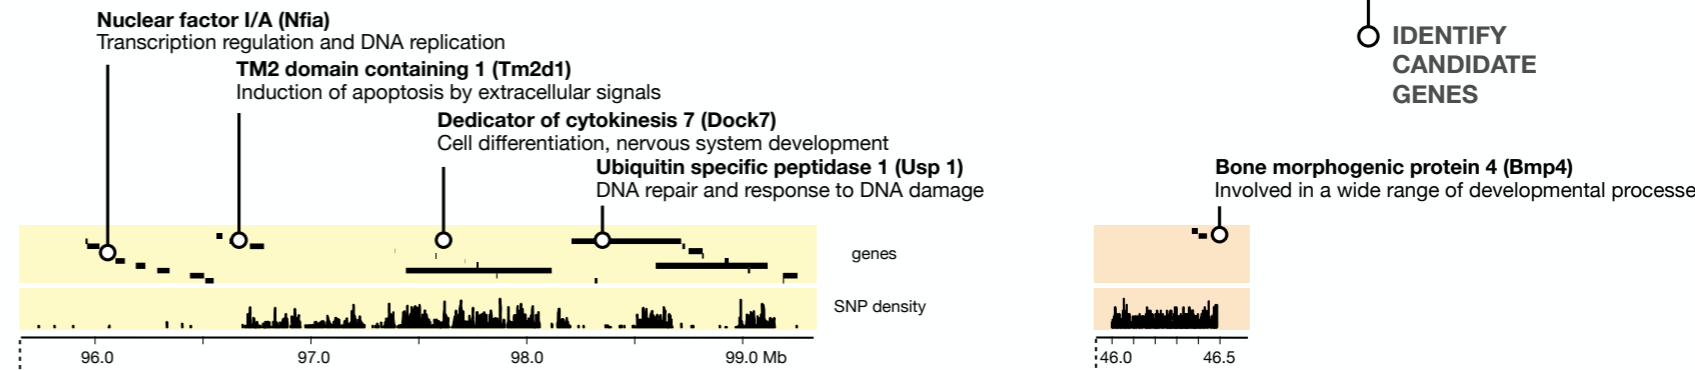 Nuclear factor I/A (Nfia)
Transcription regulation and DNA replication
TM2 domain containing 1 (Tm2d1)
Induction of apoptosis by extracellular signals
Dedicator of cytokinesis 7 (Dock7)
Cell differentiation, nervous system development
Ubiquitin specific peptidase 1 (Usp 1)
DNA repair and response to DNA damage
IDENTIFY
CANDIDATE
GENES
Bone morphogenic protein 4 (Bmp4)
Involved in a wide range of developmental processe
genes
SNP density
96.0 97.0 98.0 99.0 Mb
46.0 46.5